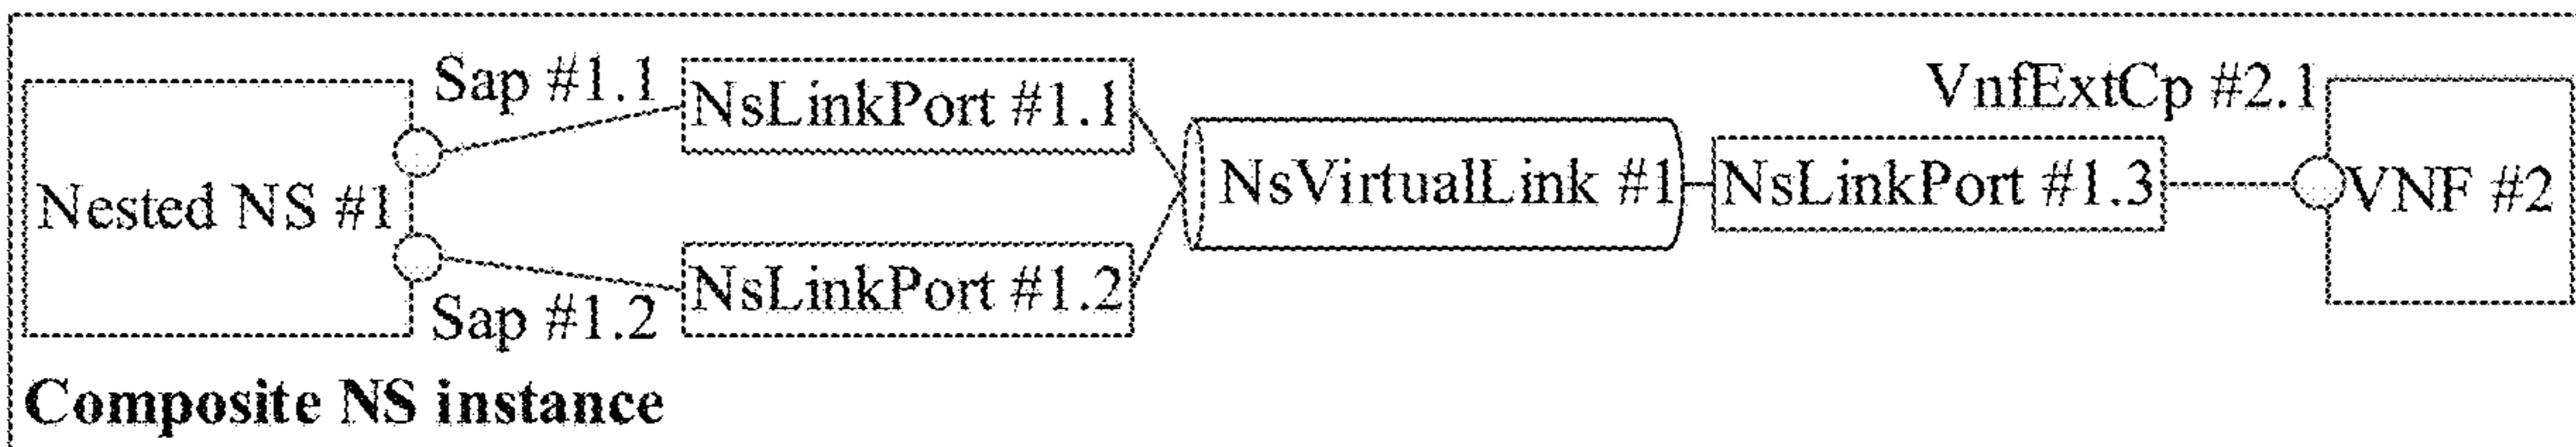 Sap #1.1
NsLinkPort #1.1
VnfExtCp #2.1
Nested NS #1
NsVirtualLink #1
NsLinkPort #1.3
VNF #2
Sap #1.2
NsLinkPort #1.2
Composite NS instance